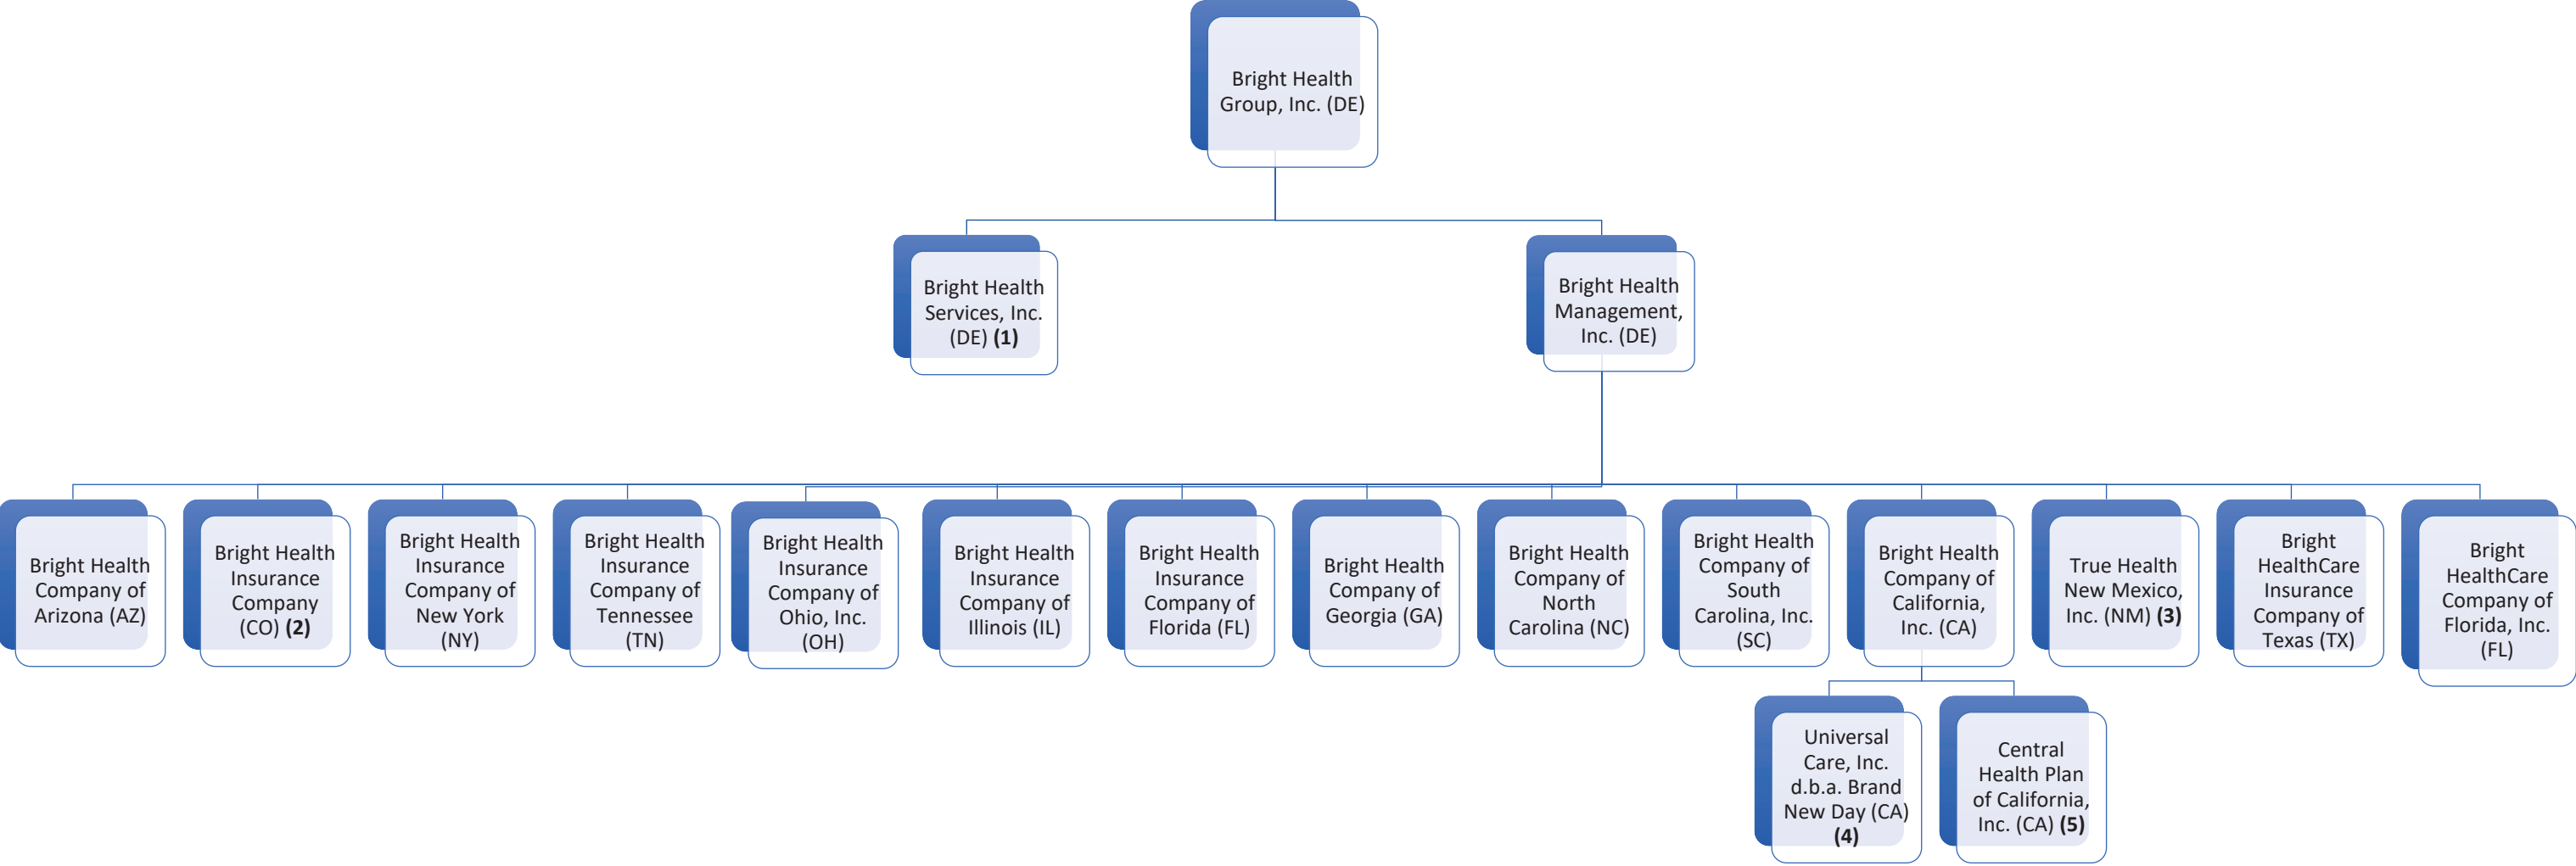 Bright Health
Group, Inc. (DE)
Bright Health
Services, Inc.
(DE) (1)
Bright Health
Management,
Inc. (DE)
Bright Health
Company of
Arizona (AZ)
Bright Health
Insurance
Company
(CO) (2)
Bright Health
Insurance
Company of
New York
(NY)
Bright Health
Insurance
Company of
Tennessee
(TN)
Bright Health
Insurance
Company of
Ohio, Inc.
(OH)
Bright Health
Insurance
Company of
Illinois (IL)
Bright Health
Insurance
Company of
Florida (FL)
Bright Health
Company of
Georgia (GA)
Bright Health
Company of
North
Carolina (NC)
Bright Health
Company of
South
Carolina, Inc.
(SC)
Bright Health
Company of
California,
Inc. (CA)
True Health
New Mexico,
Inc. (NM) (3)
Bright
HealthCare
Insurance
Company of
Texas (TX)
Bright
HealthCare
Company of
Florida, Inc.
(FL)
Universal
Care, Inc.
d.b.a. Brand
New Day (CA)
(4)
Central
Health Plan
of California,
Inc. (CA) (5)